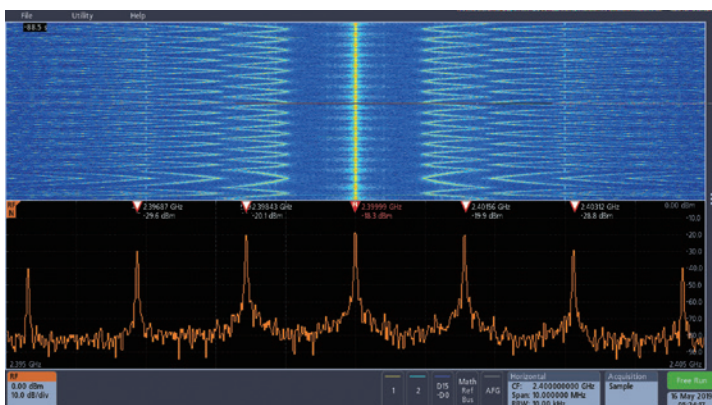 File Utility Help
-88.5
RF
2.39687 GHz 2.39843 GHz 2.39999 GHz 2.40156 GHz 2.40312 GHz 0.00 dBm
-29.6 dBm -20.1 dBm -18.3 dBm -19.9 dBm -28.8 dBm -10.0
-20.0
-30.0
-40.0
-50.0
-60.0
-70.0
-80.0
-90.0
2.395 GHz 2.405 GHz
RF
0.00 dBm
10.0 dB/div
1 2 D15 -D0 Math Ref Bus AFG
Horizontal
CF: 2.400000000 GHz
Span: 10.000000 MHz
RBW: 10.00 kHz
Acquisition
Sample
Free Run
16 May 2019